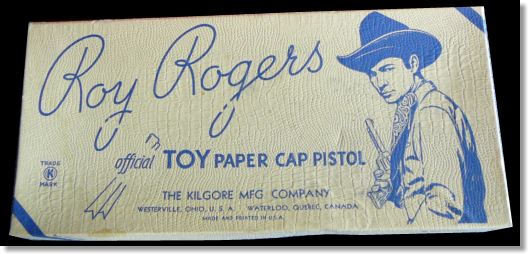 Roy Rogers
official TOY PAPER CAP PISTOL
TRADE
K
MARK
THE KILGORE MFG COMPANY
WESTERVILLE, OHIO, U. S. A. WATERLOO, QUEBEC, CANADA
MADE AND PRINTED IN U.S.A.